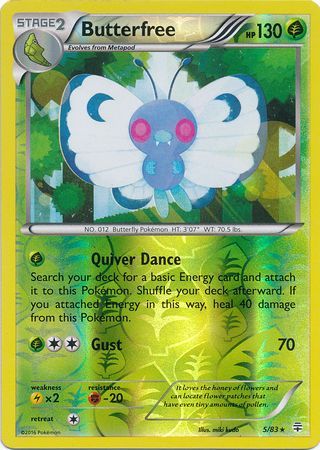 STAGE2
Butterfree
HP130
Evolves from Metapod
NO. 012 Butterfly Pokémon HT: 3'07" WT: 70.5 lbs.
Quiver Dance
Search your deck for a basic Energy card and attach
it to this Pokémon. Shuffle your deck afterward. If
you attached Energy in this way, heal 40 damage
from this Pokémon.
Gust 70
weakness resistance
×2 -20
retreat
It loves the honey of flowers and
can locate flower patches that
have even tiny amounts of pollen.
©2016 Pokémon
Illus. miki kudo
5/83★